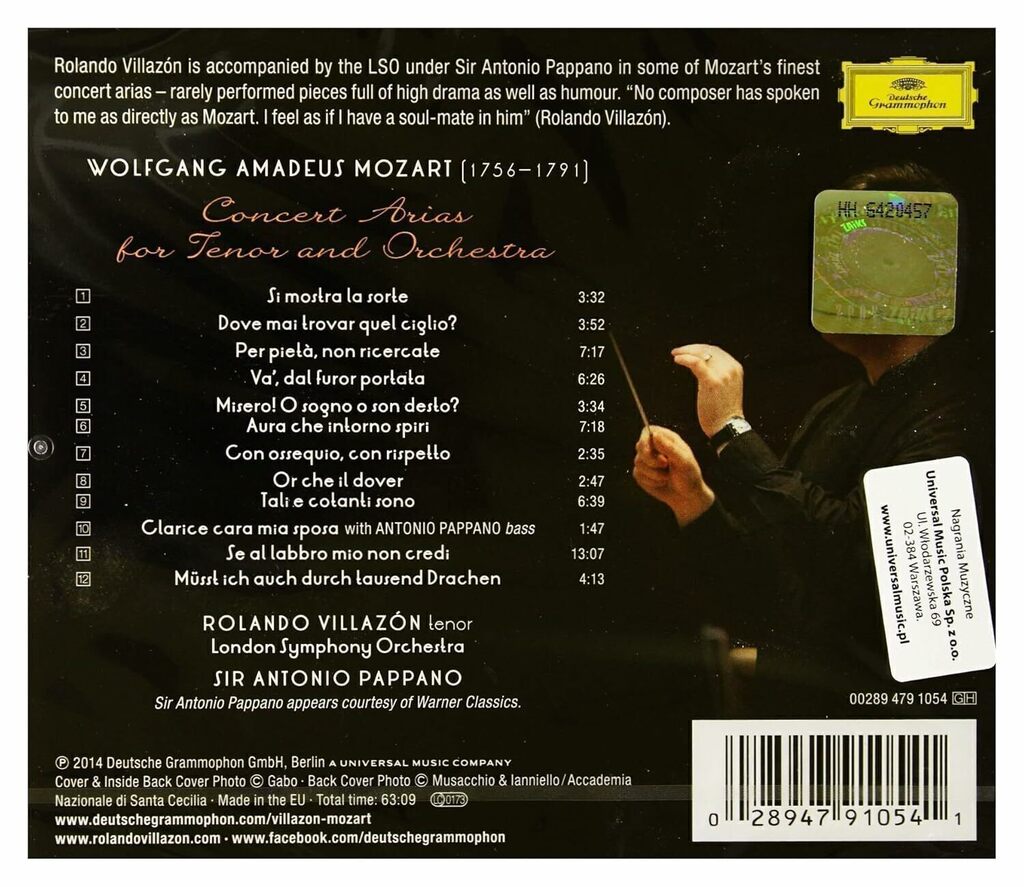 Rolando Villazón is accompanied by the LSO under Sir Antonio Pappano in some of Mozart's finest
concert arias – rarely performed pieces full of high drama as well as humour. “No composer has spoken
to me as directly as Mozart. I feel as if I have a soul-mate in him” (Rolando Villazón).
Deutsche
Grammophon
WOLFGANG AMADEUS MOZART (1756–1791)
Concert Arias
for Tenor and Orchestra
HH 6420457
ZAIKS
1 Si mostra la sorte 3:32
2 Dove mai trovar quel ciglio? 3:52
3 Per pietà, non ricercate 7:17
4 Va', dal furor portata 6:26
5 Misero! O sogno o son desto? 3:34
6 Aura che intorno spiri 7:18
7 Con ossequio, con rispetto 2:35
8 Or che il dover 2:47
9 Tali e cotanti sono 6:39
10 Clarice cara mia sposa with ANTONIO PAPPANO bass 1:47
11 Se al labbro mio non credi 13:07
12 Müsst ich auch durch tausend Drachen 4:13
ROLANDO VILLAZÓN tenor
London Symphony Orchestra
SIR ANTONIO PAPPANO
Sir Antonio Pappano appears courtesy of Warner Classics.
Nagrania Muzyczne
Universal Music Polska Sp. z o.o.
Ul. Włodarzewska 69
02-384 Warszawa.
www.universalmusic.pl
00289 479 1054 GH
℗ 2014 Deutsche Grammophon GmbH, Berlin A UNIVERSAL MUSIC COMPANY
Cover & Inside Back Cover Photo © Gabo · Back Cover Photo © Musacchio & Ianniello/Accademia
Nazionale di Santa Cecilia · Made in the EU · Total time: 63:09 LC 0173
www.deutschegrammophon.com/villazon-mozart
www.rolandovillazon.com · www.facebook.com/deutschegrammophon
0 28947 91054 1